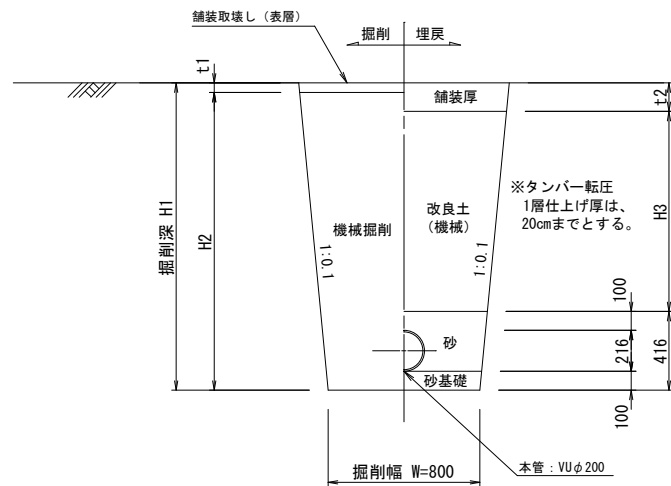 舗装取壊し（表層）
掘削
埋戻
t1
舗装厚
t2
掘削深 H1
H2
機械掘削
改良土
（機械）
※タンパー転圧
1層仕上げ厚は、
20cmまでとする。
H3
1:0.1
1:0.1
100
砂
216
416
砂基礎
100
掘削幅 W=800
本管：VUφ200